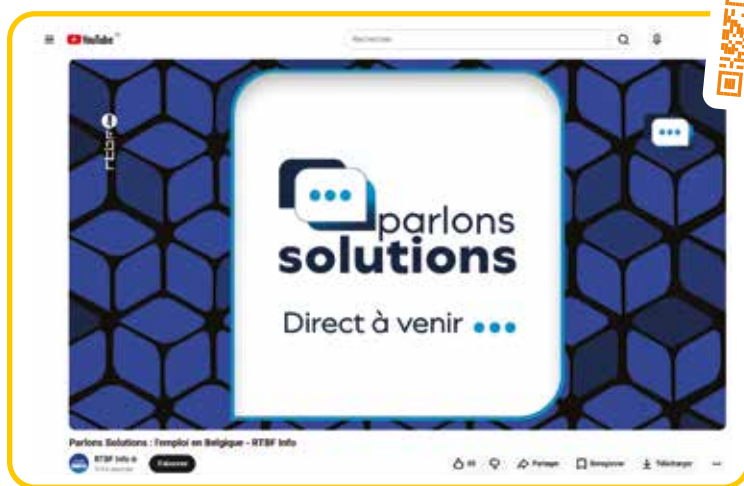 YouTube
Rechercher
rtbf
parlons
solutions
Direct à venir
Parlons Solutions : l'emploi en Belgique - RTBF Info
RTBF Info
S'abonner
Partager
Enregistrer
Télécharger